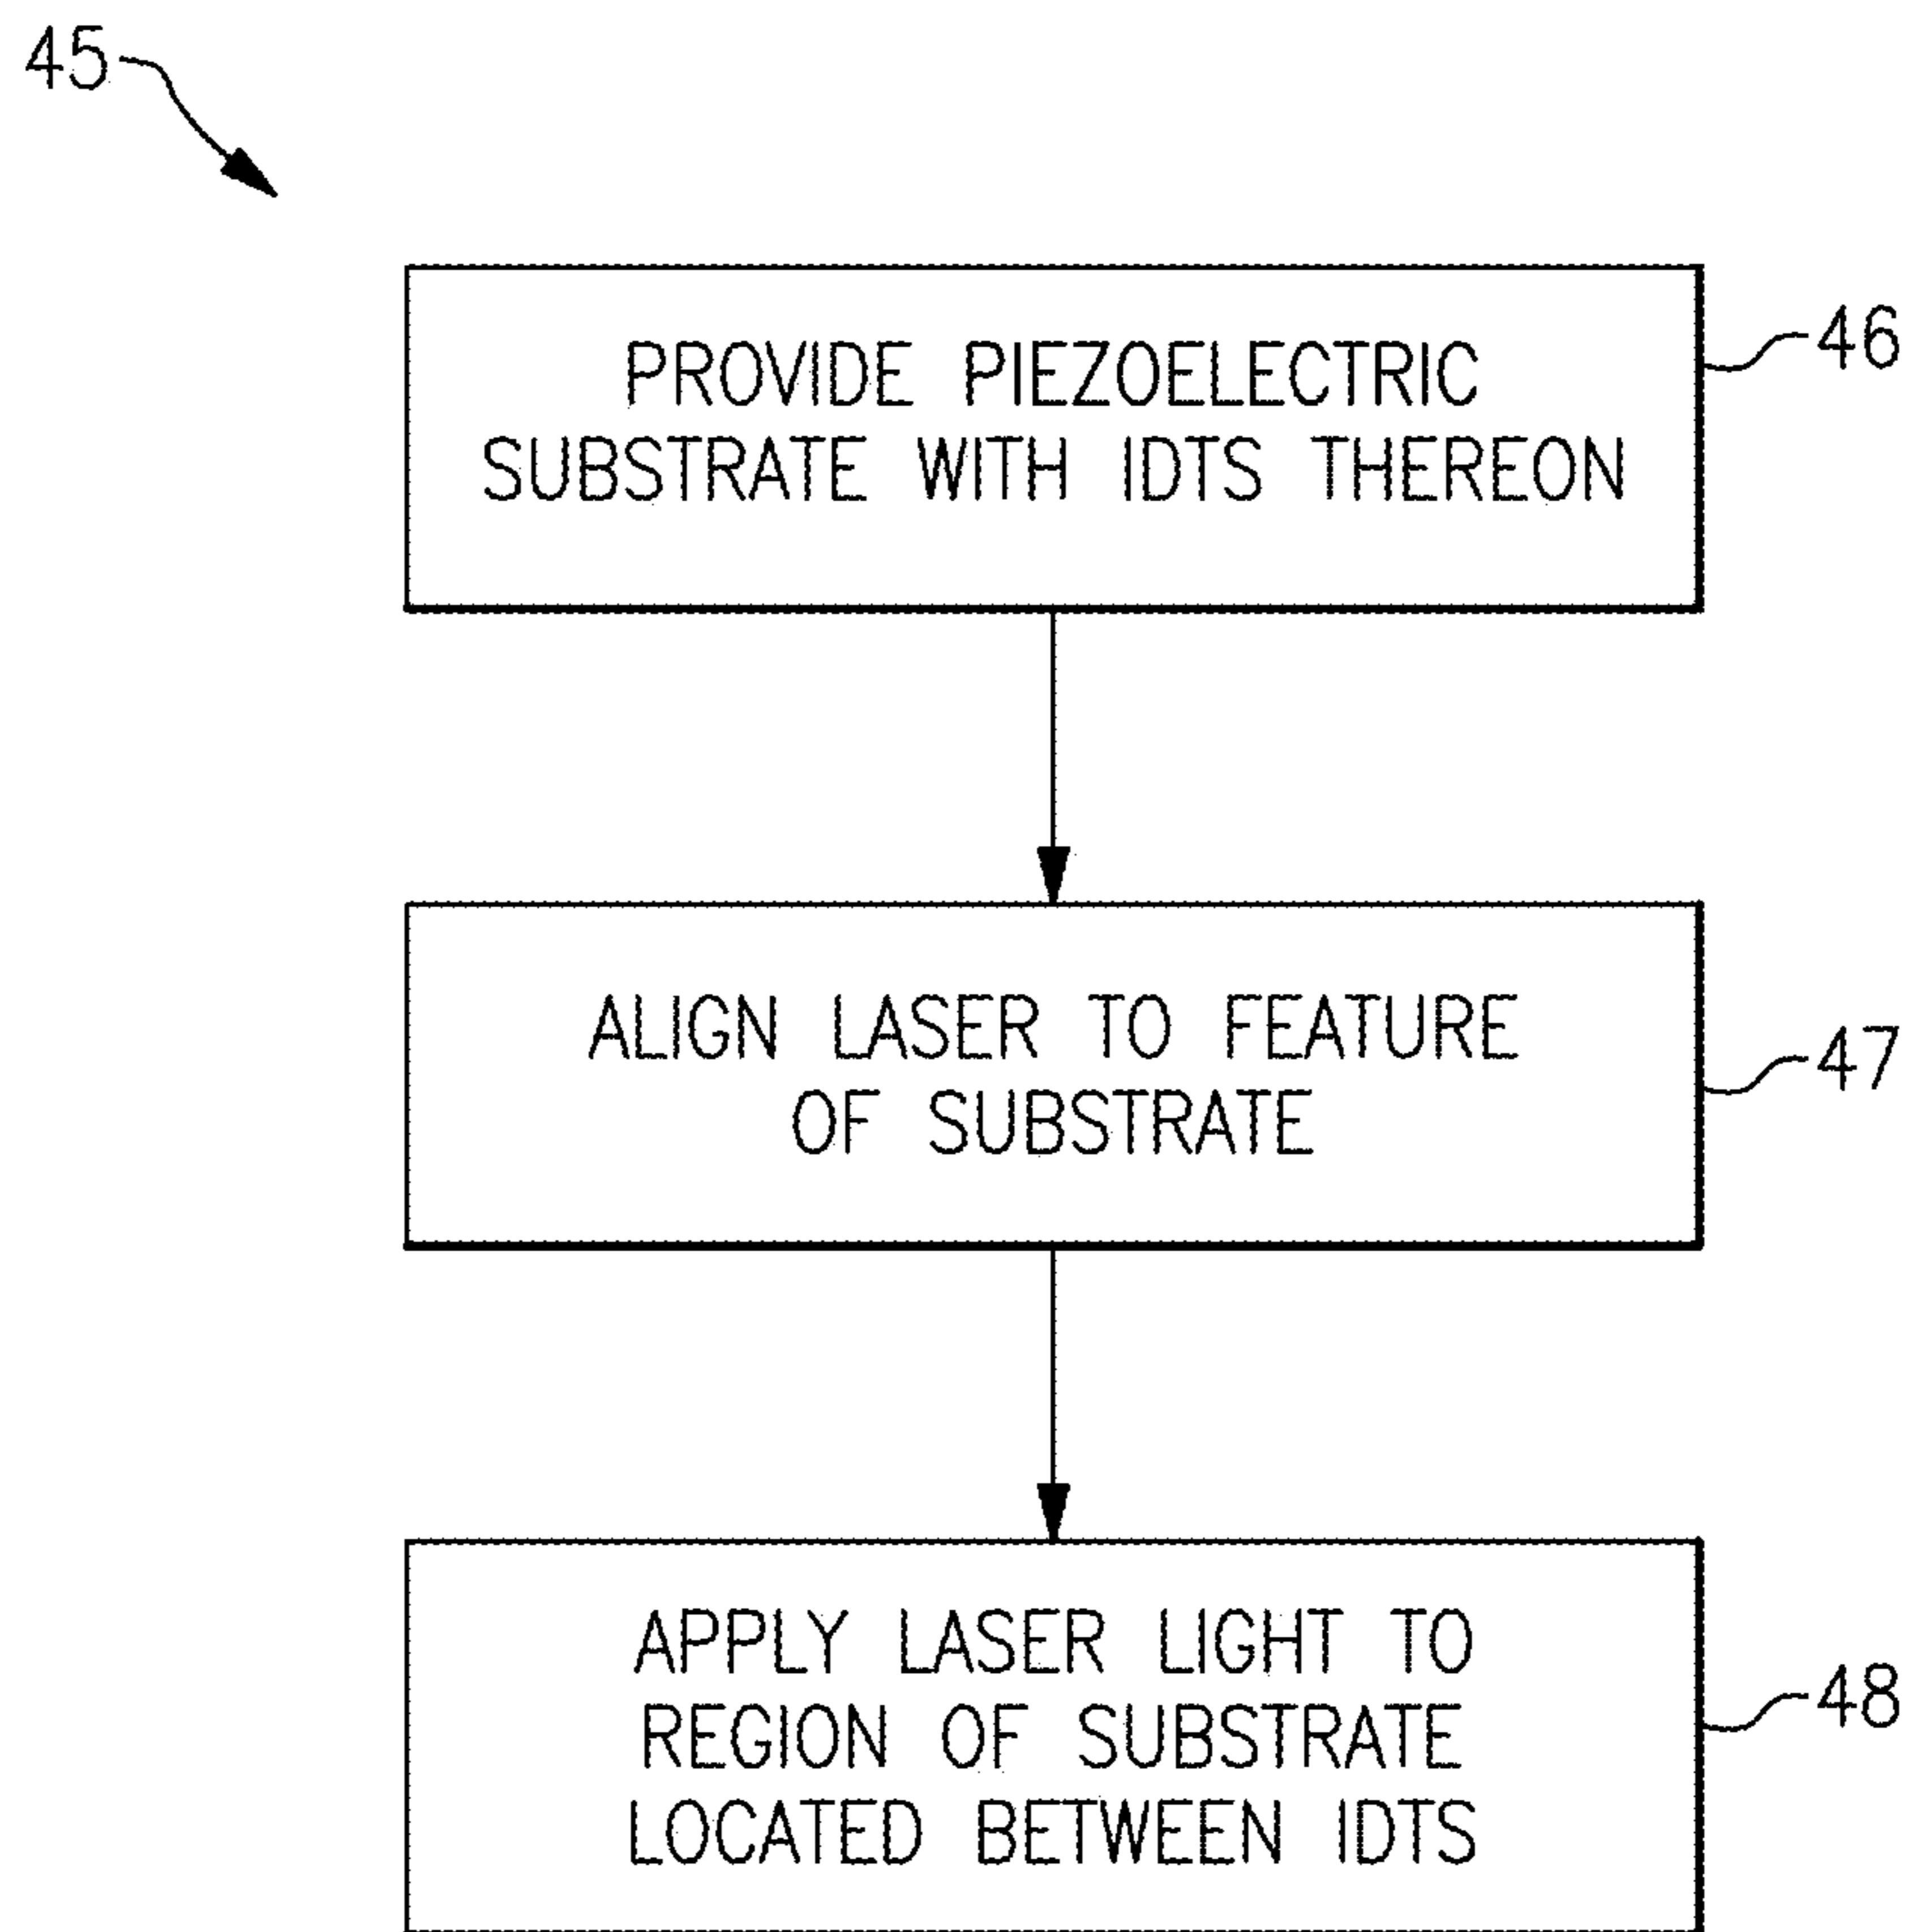 45
PROVIDE PIEZOELECTRIC
SUBSTRATE WITH IDTS THEREON
46
ALIGN LASER TO FEATURE
OF SUBSTRATE
47
APPLY LASER LIGHT TO
REGION OF SUBSTRATE
LOCATED BETWEEN IDTS
48